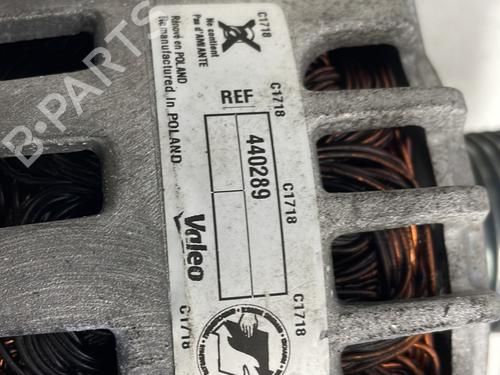 C1718
Ne contient
Pas d'AMIANTE
Rénové en POLAND
Re manufactured in POLAND
REF
440289
C1718
C1718
C1718
C1718
Valeo
B-PARTS